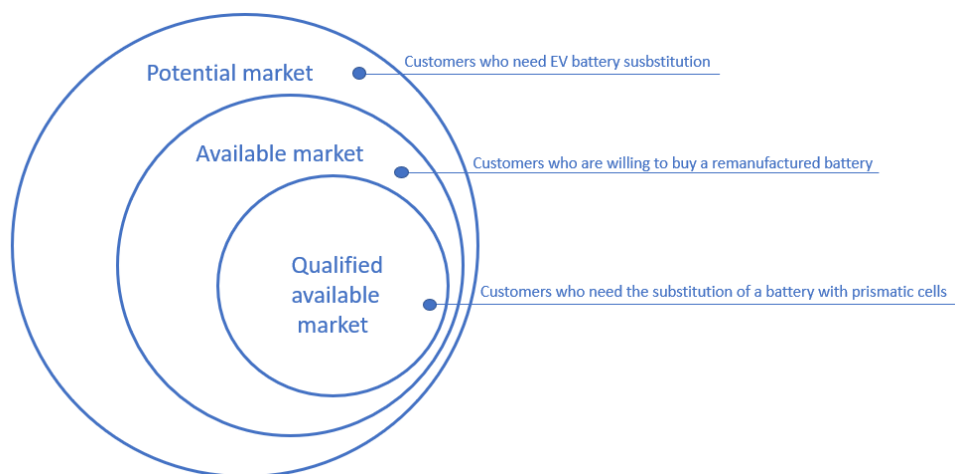 Potential market
Customers who need EV battery susbstitution
Available market
Customers who are willing to buy a remanufactured battery
Qualified
available
market
Customers who need the substitution of a battery with prismatic cells